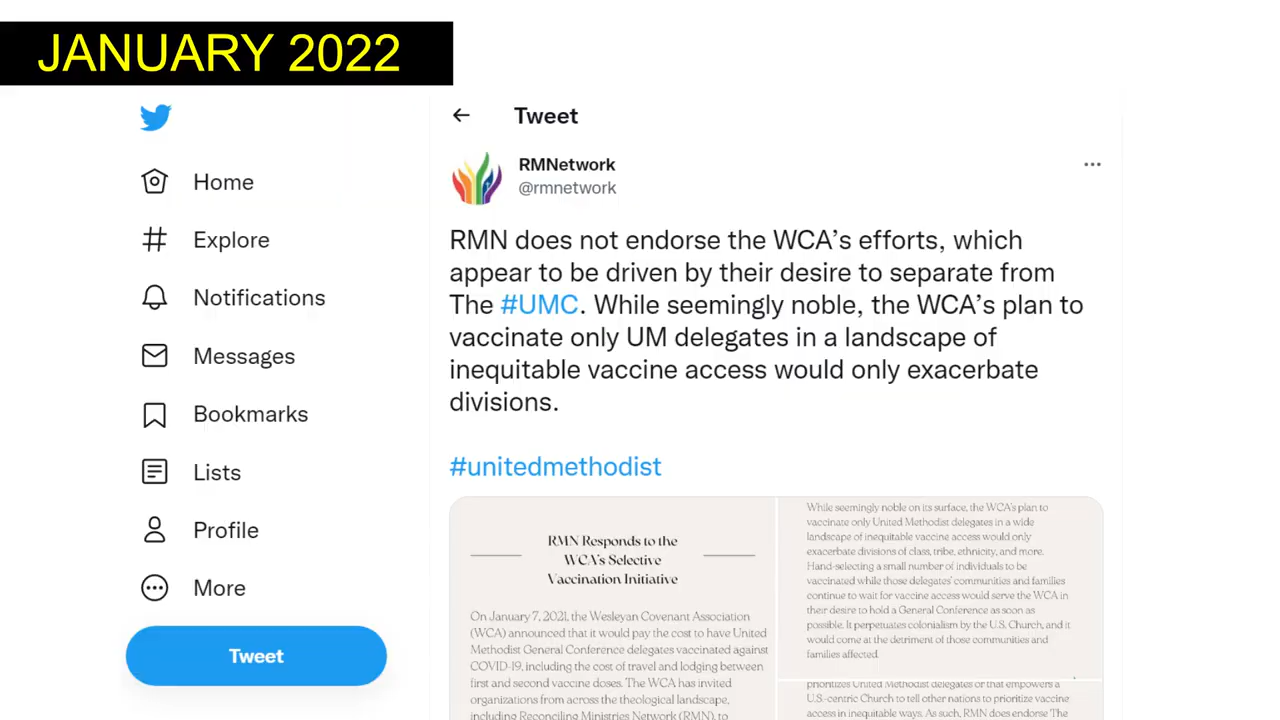 JANUARY 2022
Tweet
Home
Explore
Notifications
Messages
Bookmarks
Lists
Profile
More
Tweet
RMNetwork
@rmnetwork
RMN does not endorse the WCA's efforts, which
appear to be driven by their desire to separate from
The #UMC. While seemingly noble, the WCA's plan to
vaccinate only UM delegates in a landscape of
inequitable vaccine access would only exacerbate
divisions.
#unitedmethodist
RMN Responds to the
WCA's Selective
Vaccination Initiative
On January 7, 2021, the Wesleyan Covenant Association
(WCA) announced that it would pay the cost to have United
Methodist General Conference delegates vaccinated against
COVID-19, including the cost of travel and lodging between
first and second vaccine doses. The WCA has invited
organizations from across the theological landscape,
including Reconciling Ministries Network (RMN), to
While seemingly noble on its surface, the WCA's plan to
vaccinate only United Methodist delegates in a wide
landscape of inequitable vaccine access would only
exacerbate divisions of class, tribe, ethnicity, and more.
Hand-selecting a small number of individuals to be
vaccinated while those delegates' communities and families
continue to wait for vaccine access would serve the WCA in
their desire to hold a General Conference as soon as
possible. It perpetuates colonialism by the U.S. Church, and it
would come at the detriment of those communities and
families affected.
prioritizes United Methodist delegates or that empowers a
U.S.-centric Church to tell other nations to prioritize vaccine
access in inequitable ways. As such, RMN does endorse The